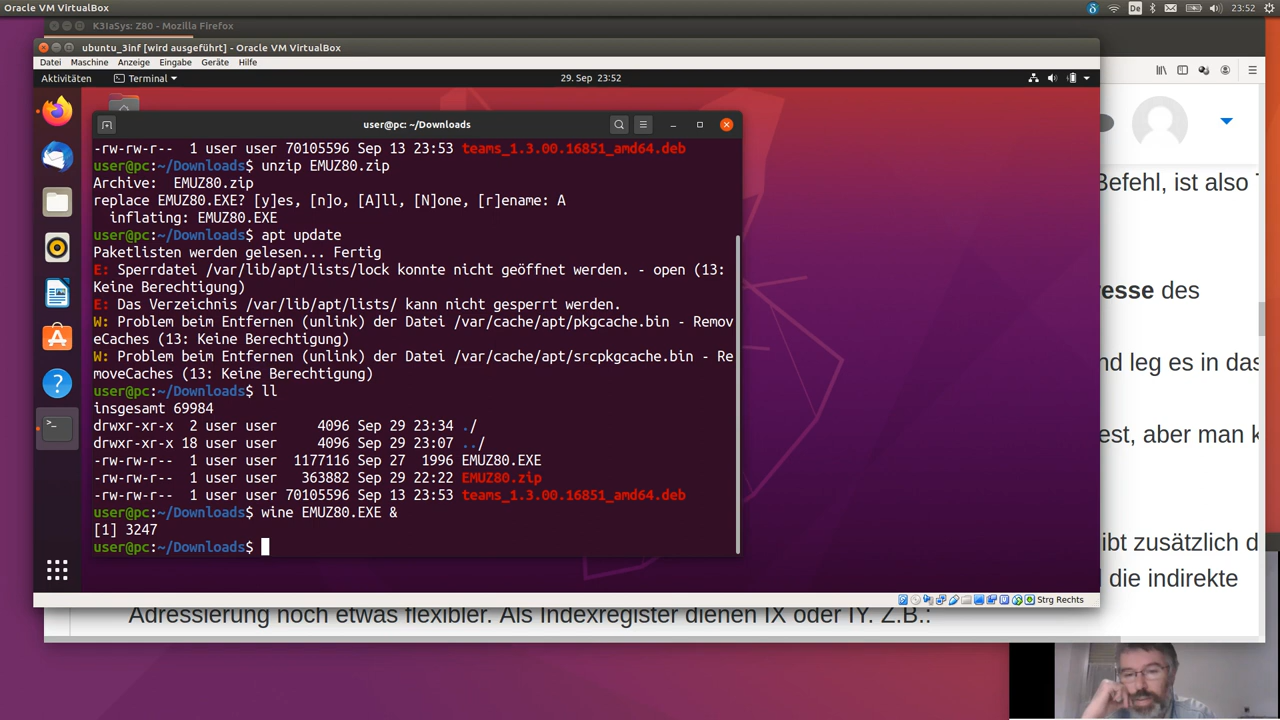 Oracle VM VirtualBox
De
23:52
K3IaSys: Z80 - Mozilla Firefox
ubuntu_3inf [wird ausgeführt] - Oracle VM VirtualBox
Datei Maschine Anzeige Eingabe Geräte Hilfe
Aktivitäten
Terminal
29. Sep 23:52
user@pc: ~/Downloads
-rw-rw-r-- 1 user user 70105596 Sep 13 23:53 teams_1.3.00.16851_amd64.deb
user@pc:~/Downloads$ unzip EMUZ80.zip
Archive: EMUZ80.zip
replace EMUZ80.EXE? [y]es, [n]o, [A]ll, [N]one, [r]ename: A
inflating: EMUZ80.EXE
user@pc:~/Downloads$ apt update
Paketlisten werden gelesen... Fertig
E: Sperrdatei /var/lib/apt/lists/lock konnte nicht geöffnet werden. - open (13:
Keine Berechtigung)
E: Das Verzeichnis /var/lib/apt/lists/ kann nicht gesperrt werden.
W: Problem beim Entfernen (unlink) der Datei /var/cache/apt/pkgcache.bin - Remov
eCaches (13: Keine Berechtigung)
W: Problem beim Entfernen (unlink) der Datei /var/cache/apt/srcpkgcache.bin - Re
moveCaches (13: Keine Berechtigung)
user@pc:~/Downloads$ ll
insgesamt 69984
drwxr-xr-x 2 user user 4096 Sep 29 23:34 ./
drwxr-xr-x 18 user user 4096 Sep 29 23:07 ../
-rw-rw-r-- 1 user user 1177116 Sep 27 1996 EMUZ80.EXE
-rw-rw-r-- 1 user user 363882 Sep 29 22:22 EMUZ80.zip
-rw-rw-r-- 1 user user 70105596 Sep 13 23:53 teams_1.3.00.16851_amd64.deb
user@pc:~/Downloads$ wine EMUZ80.EXE &
[1] 3247
user@pc:~/Downloads$
Strg Rechts
Befehl, ist also
resse des
nd leg es in das
est, aber man k
ibt zusätzlich d
die indirekte
Adressierung noch etwas flexibler. Als Indexregister dienen IX oder IY. Z.B.: